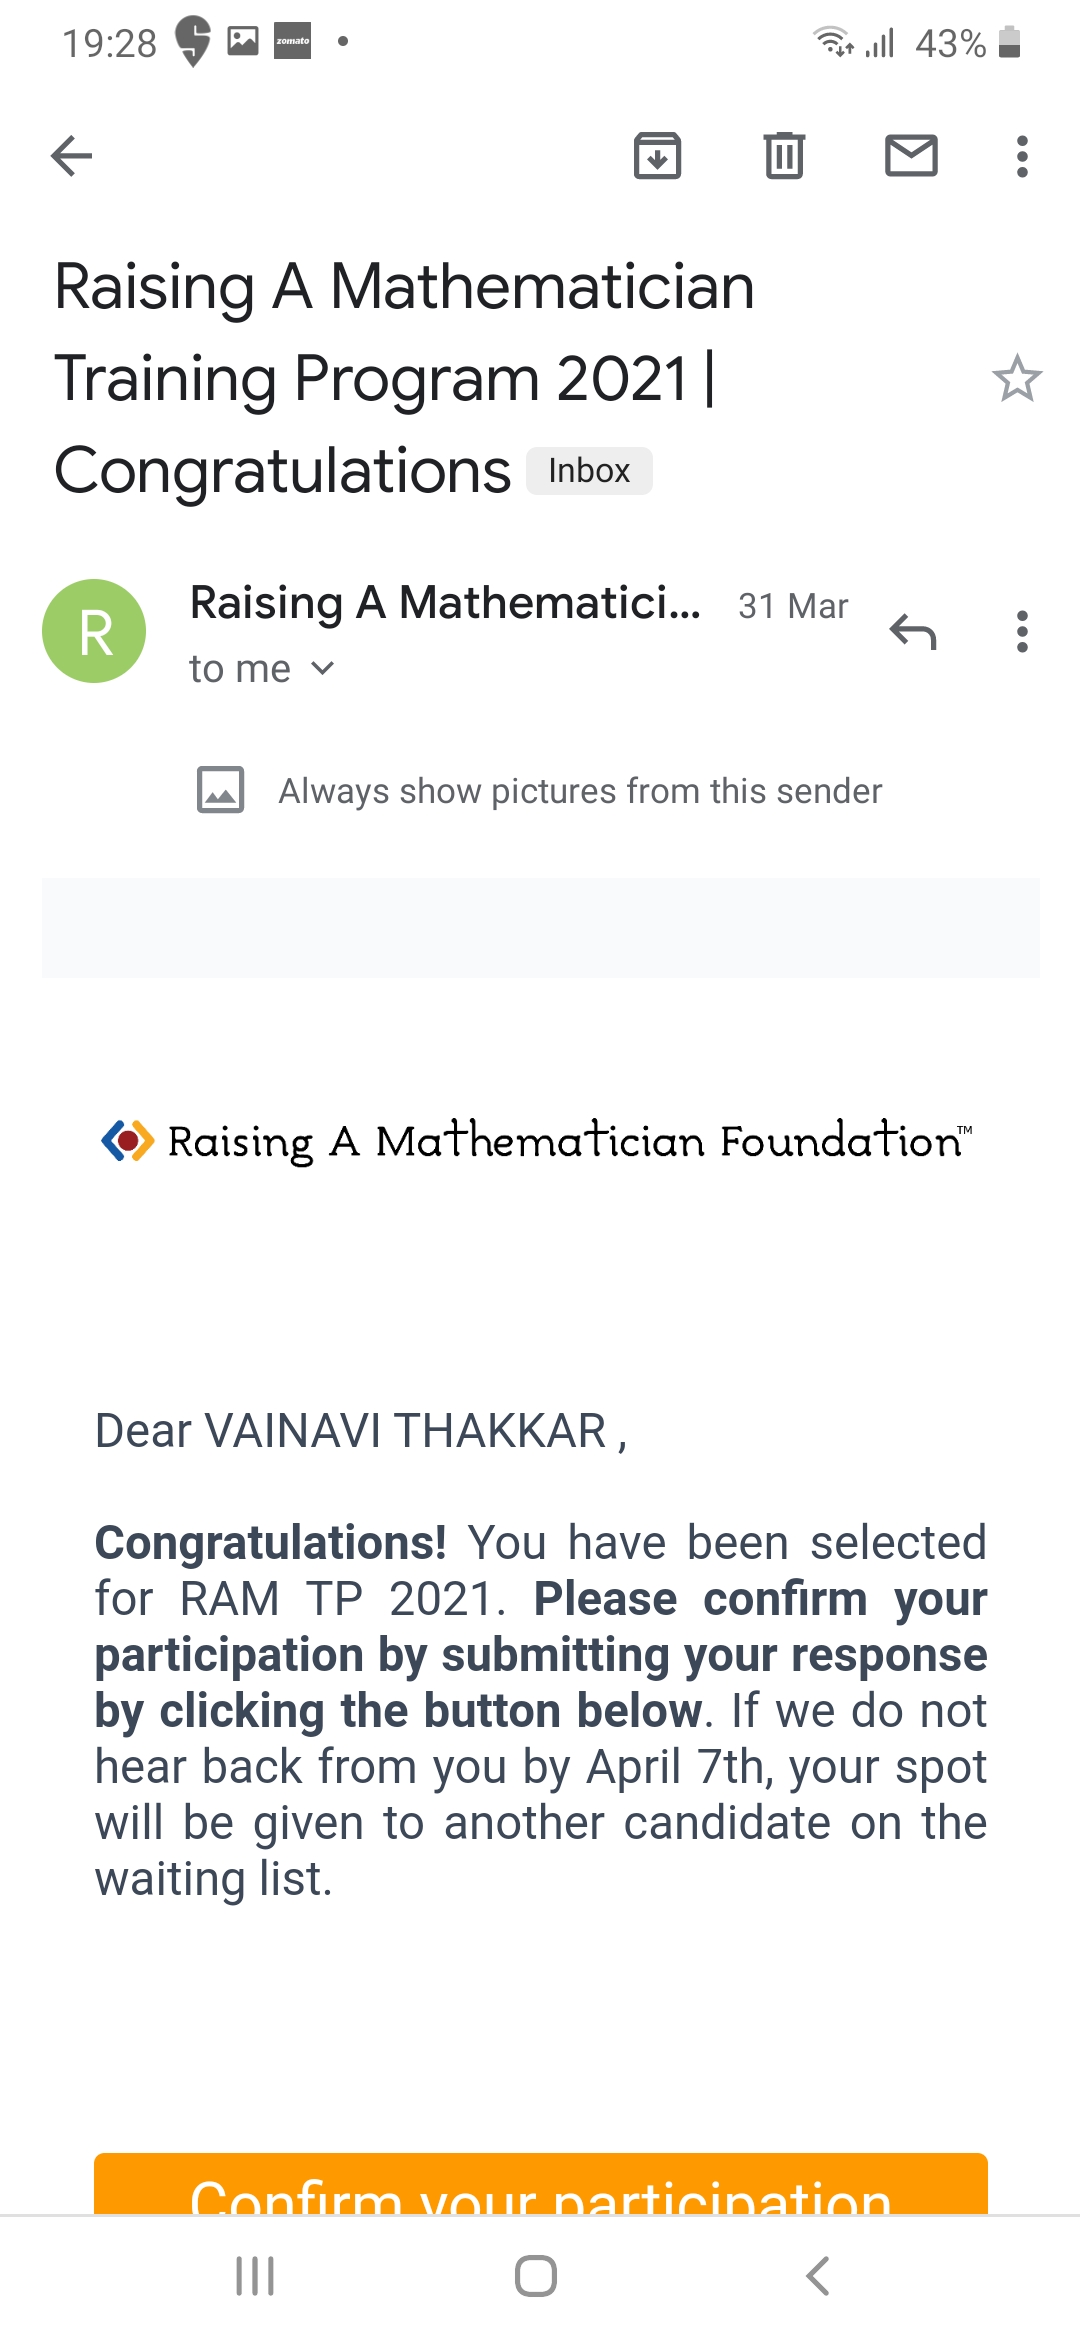 19:28 zomato 43%
Raising A Mathematician
Training Program 2021 |
Congratulations Inbox
R Raising A Mathematici... 31 Mar
to me
Always show pictures from this sender
Raising A Mathematician Foundation™
Dear VAINAVI THAKKAR ,
Congratulations! You have been selected
for RAM TP 2021. Please confirm your
participation by submitting your response
by clicking the button below. If we do not
hear back from you by April 7th, your spot
will be given to another candidate on the
waiting list.
Confirm your participation